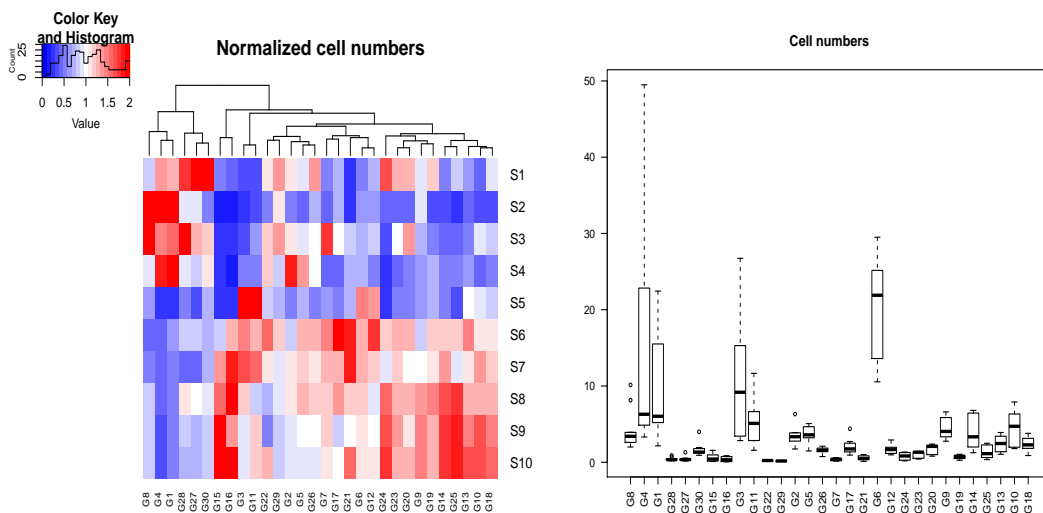 Color Key
and Histogram
Count
0 25
0 0.5 1 1.5 2
Value
Normalized cell numbers
S1
S2
S3
S4
S5
S6
S7
S8
S9
S10
G8 G4 G1 G28 G27 G30 G15 G16 G3 G11 G22 G29 G2 G5 G26 G7 G17 G21 G6 G12 G24 G23 G20 G9 G19 G14 G25 G13 G10 G18
Cell numbers
50
40
30
20
10
0
G8 G4 G1 G28 G27 G30 G15 G16 G3 G11 G22 G29 G2 G5 G26 G7 G17 G21 G6 G12 G24 G23 G20 G9 G19 G14 G25 G13 G10 G18